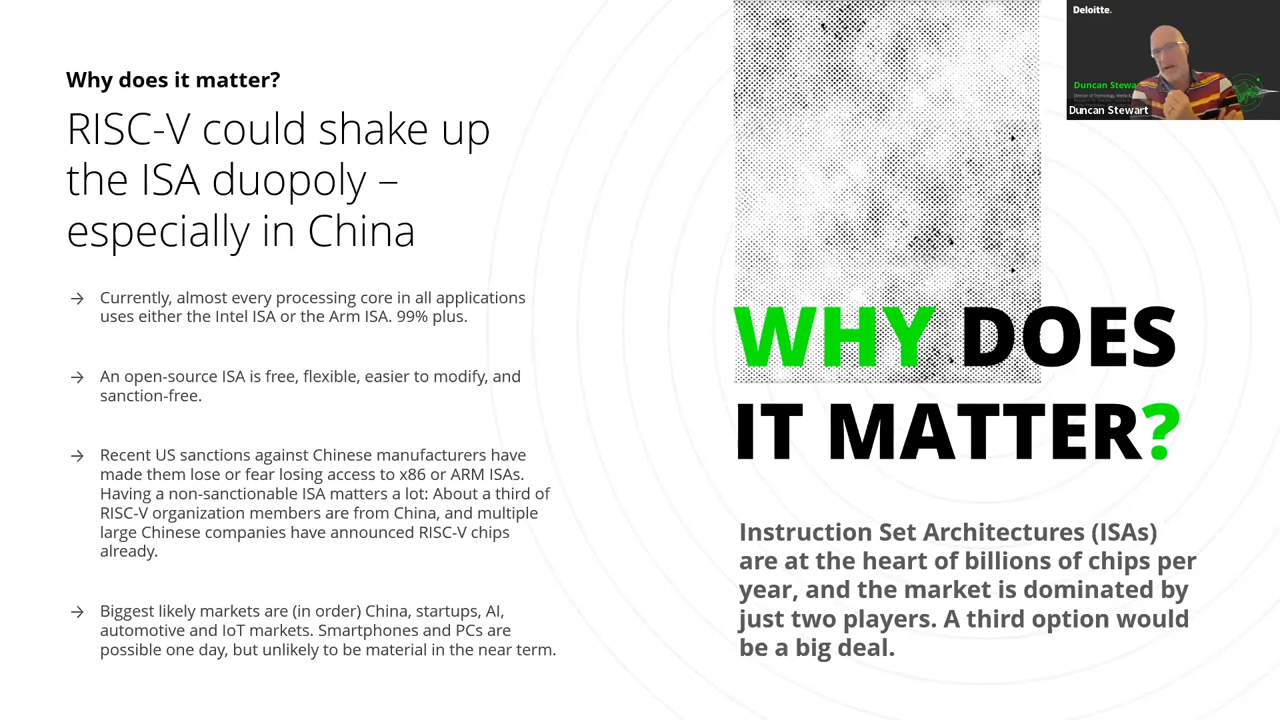 Why does it matter?
RISC-V could shake up
the ISA duopoly –
especially in China
→ Currently, almost every processing core in all applications
uses either the Intel ISA or the Arm ISA. 99% plus.
→ An open-source ISA is free, flexible, easier to modify, and
sanction-free.
→ Recent US sanctions against Chinese manufacturers have
made them lose or fear losing access to x86 or ARM ISAs.
Having a non-sanctionable ISA matters a lot: About a third of
RISC-V organization members are from China, and multiple
large Chinese companies have announced RISC-V chips
already.
→ Biggest likely markets are (in order) China, startups, AI,
automotive and IoT markets. Smartphones and PCs are
possible one day, but unlikely to be material in the near term.
WHY DOES
IT MATTER?
Instruction Set Architectures (ISAs)
are at the heart of billions of chips per
year, and the market is dominated by
just two players. A third option would
be a big deal.
Deloitte.
Duncan Stewa
Duncan Stewart